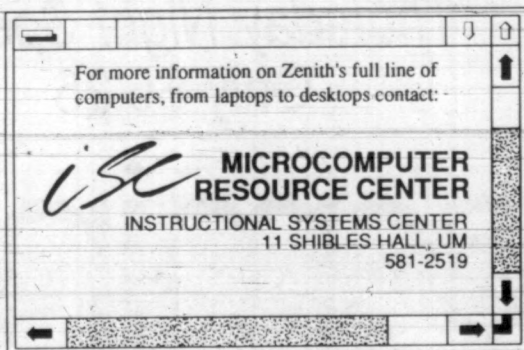 For more information on Zenith's full line of
computers, from laptops to desktops contact:
isc
MICROCOMPUTER
RESOURCE CENTER
INSTRUCTIONAL SYSTEMS CENTER
11 SHIBLES HALL, UM
581-2519